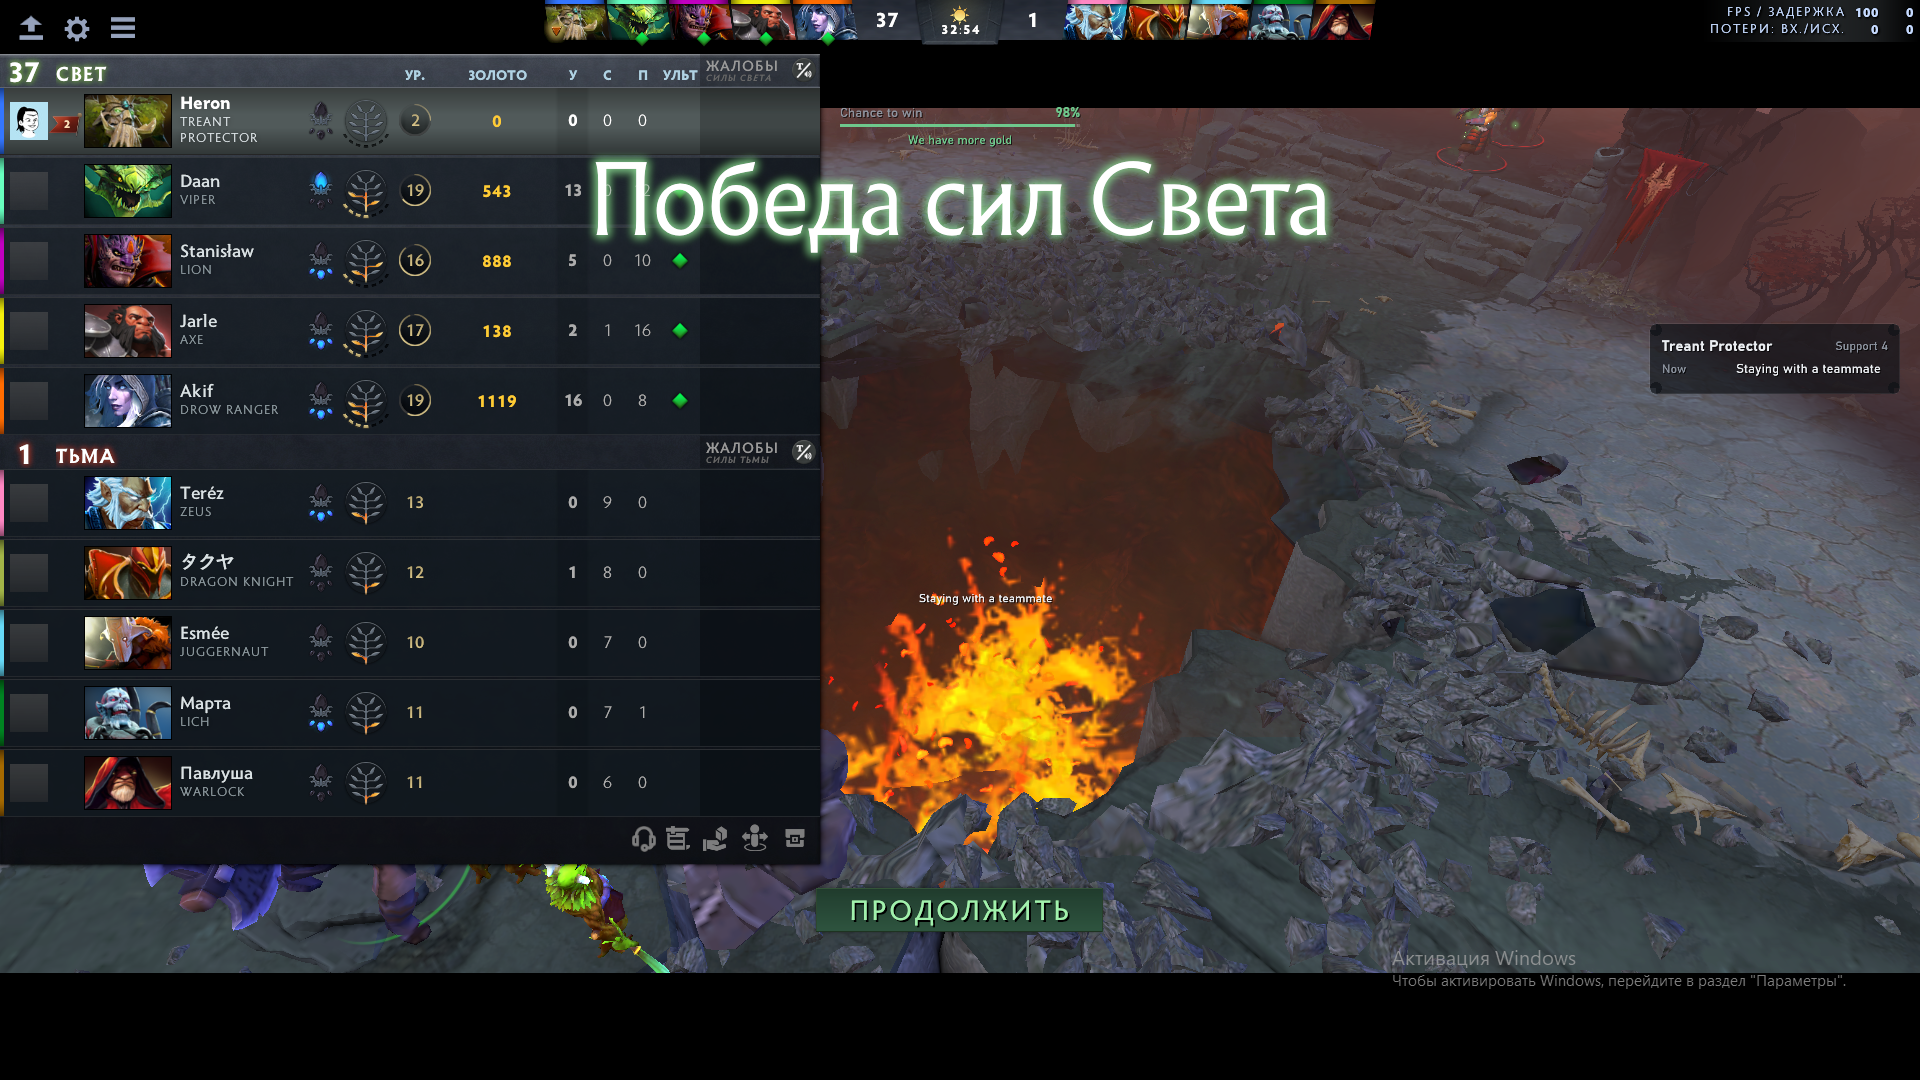 37
32:54
1
FPS / ЗАДЕРЖКА 100 0
ПОТЕРИ: ВХ./ИСХ. 0 0
37 СВЕТ УР. ЗОЛОТО У С П УЛЬТ ЖАЛОБЫ
СИЛЫ СВЕТА
2 Heron
TREANT
PROTECTOR
2 0 0 0 0
Daan
VIPER
19 543 13
Stanisław
LION
16 888 5 0 10
Jarle
AXE
17 138 2 1 16
Akif
DROW RANGER
19 1119 16 0 8
1 ТЬМА ЖАЛОБЫ
СИЛЫ ТЬМЫ
Teréz
ZEUS
13 0 9 0
タクヤ
DRAGON KNIGHT
12 1 8 0
Esmée
JUGGERNAUT
10 0 7 0
Марта
LICH
11 0 7 1
Павлуша
WARLOCK
11 0 6 0
Chance to win 98%
We have more gold
Победа сил Света
Treant Protector Support 4
Now Staying with a teammate
Staying with a teammate
ПРОДОЛЖИТЬ
Активация Windows
Чтобы активировать Windows, перейдите в раздел "Параметры".